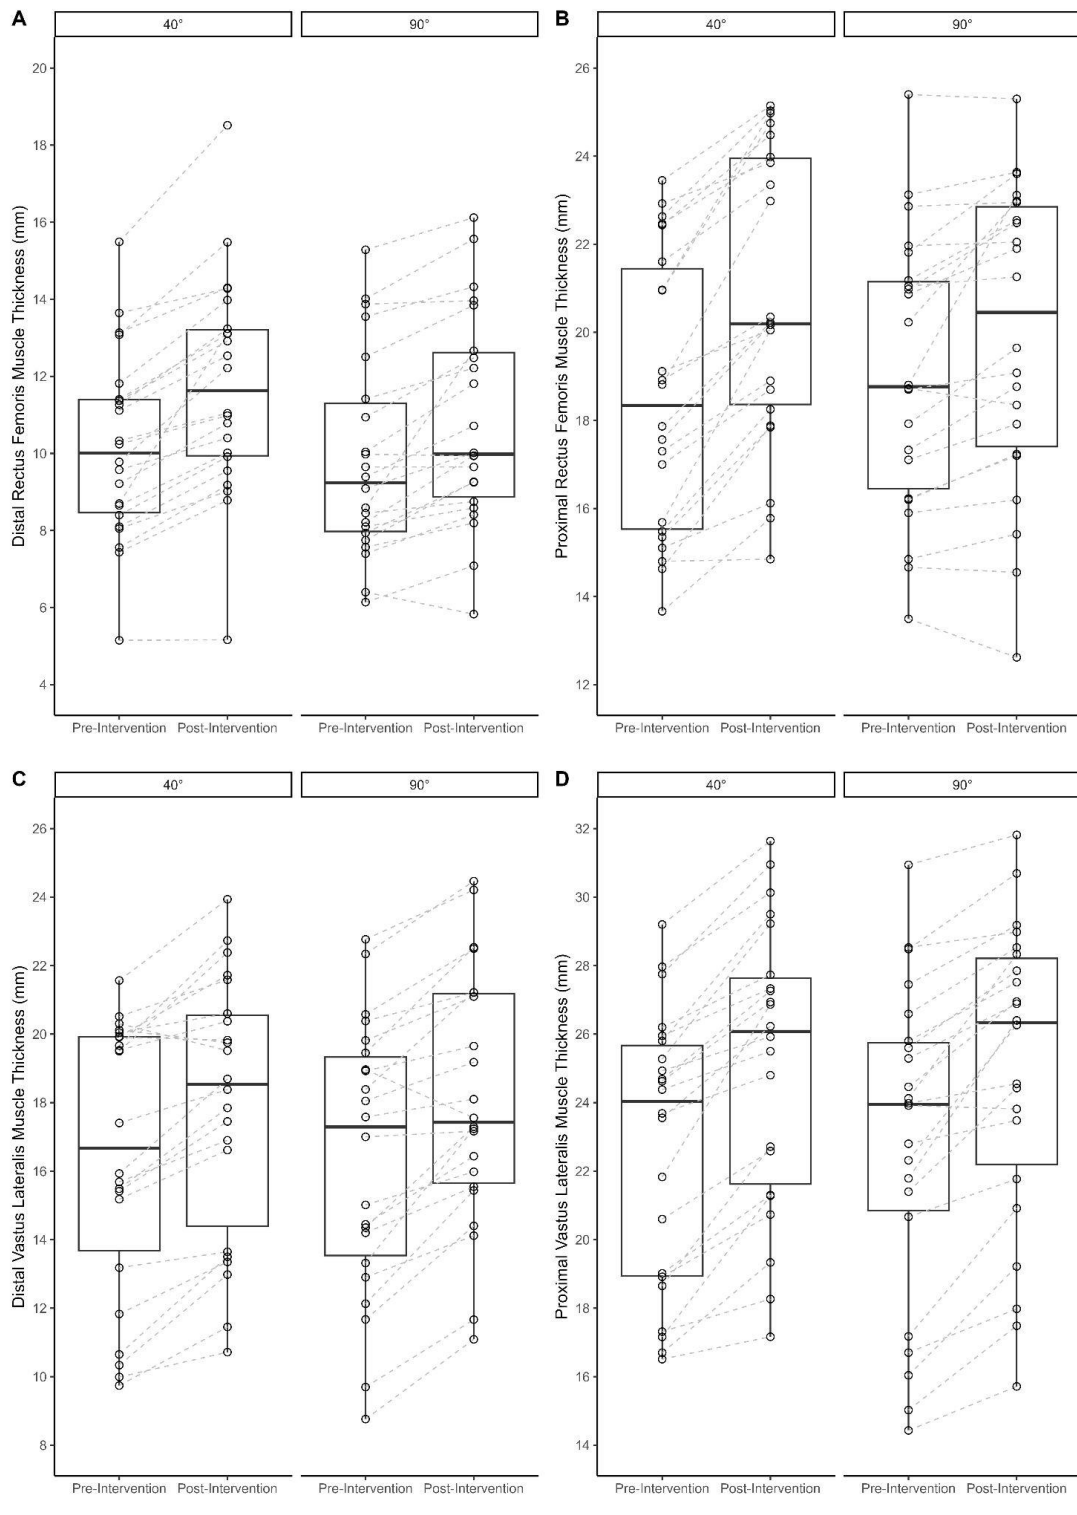 A
40°
90°
Distal Rectus Femoris Muscle Thickness (mm)
20
18
16
14
12
10
8
6
4
Pre-Intervention Post-Intervention
Pre-Intervention Post-Intervention
B
40°
90°
Proximal Rectus Femoris Muscle Thickness (mm)
26
24
22
20
18
16
14
12
Pre-Intervention Post-Intervention
Pre-Intervention Post-Intervention
C
40°
90°
Distal Vastus Lateralis Muscle Thickness (mm)
26
24
22
20
18
16
14
12
10
8
Pre-Intervention Post-Intervention
Pre-Intervention Post-Intervention
D
40°
90°
Proximal Vastus Lateralis Muscle Thickness (mm)
32
30
28
26
24
22
20
18
16
14
Pre-Intervention Post-Intervention
Pre-Intervention Post-Intervention